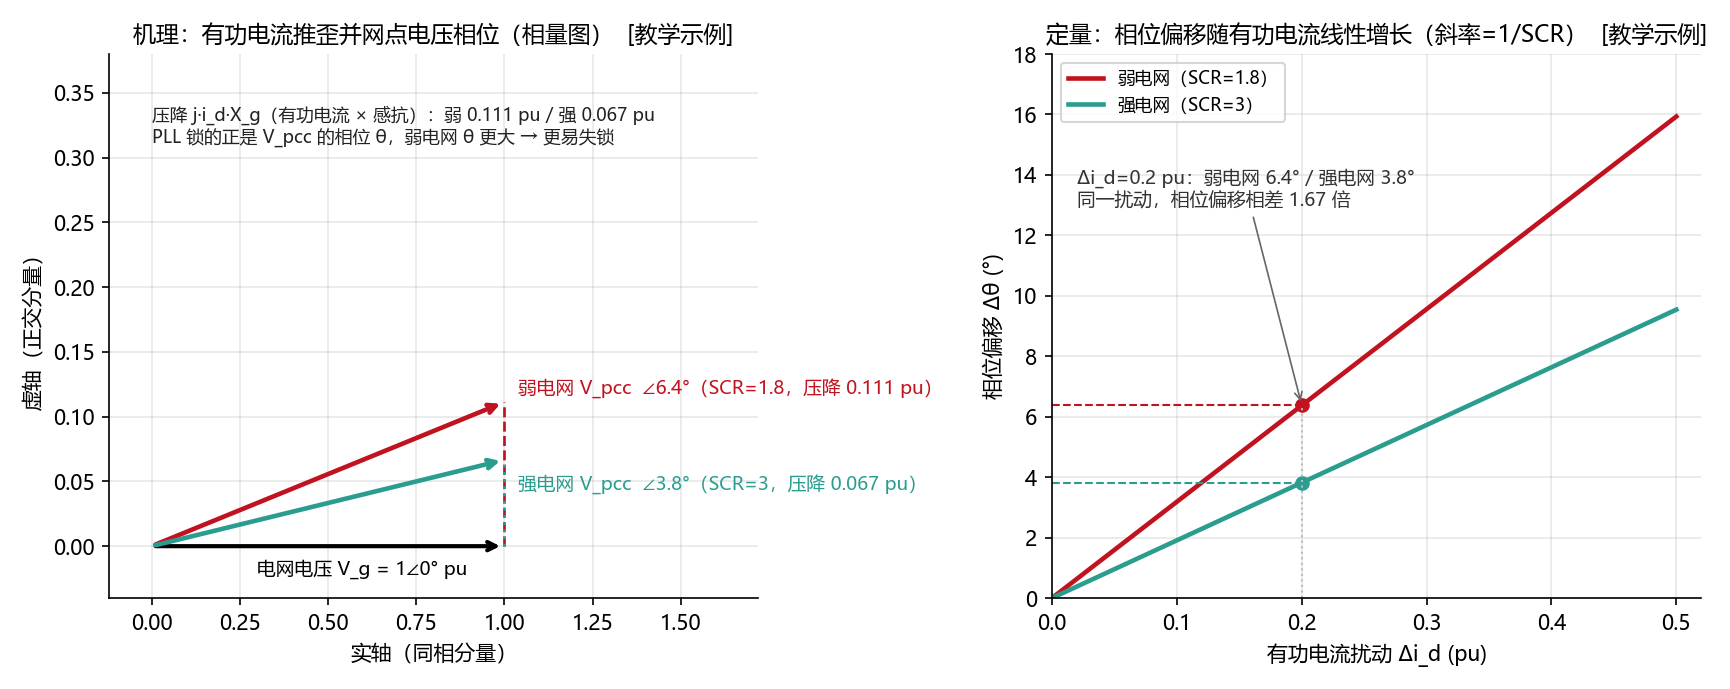 机理：有功电流推歪并网点电压相位（相量图） [教学示例]
压降 j·i_d·X_g（有功电流 × 感抗）: 弱 0.111 pu / 强 0.067 pu
PLL 锁的正是 V_pcc 的相位 θ，弱电网 θ 更大 → 更易失锁
弱电网 V_pcc ∠6.4°（SCR=1.8，压降 0.111 pu）
强电网 V_pcc ∠3.8°（SCR=3，压降 0.067 pu）
电网电压 V_g = 1∠0° pu
虚轴（正交分量）
0.35
0.30
0.25
0.20
0.15
0.10
0.05
0.00
0.00 0.25 0.50 0.75 1.00 1.25 1.50
实轴（同相分量）
定量：相位偏移随有功电流线性增长（斜率=1/SCR） [教学示例]
弱电网（SCR=1.8）
强电网（SCR=3）
Δi_d=0.2 pu：弱电网 6.4° / 强电网 3.8°
同一扰动，相位偏移相差 1.67 倍
相位偏移 Δθ (°)
18
16
14
12
10
8
6
4
2
0
0.0 0.1 0.2 0.3 0.4 0.5
有功电流扰动 Δi_d (pu)